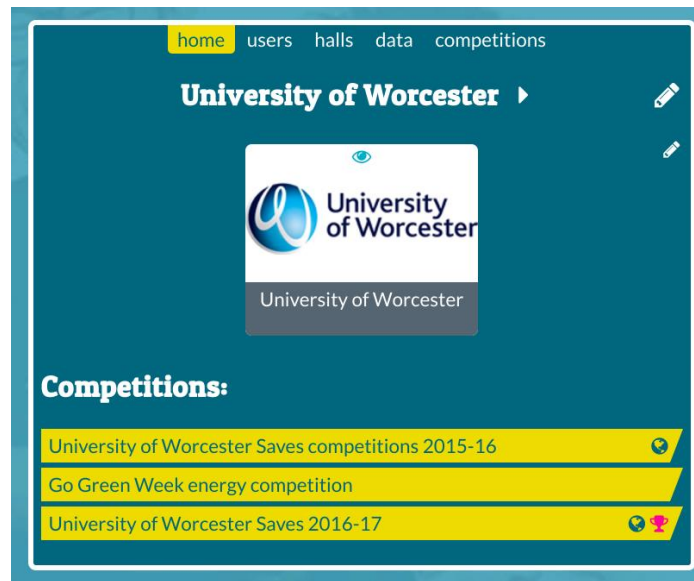 home users halls data competitions
University of Worcester
University
of Worcester
University of Worcester
Competitions:
University of Worcester Saves competitions 2015-16
Go Green Week energy competition
University of Worcester Saves 2016-17